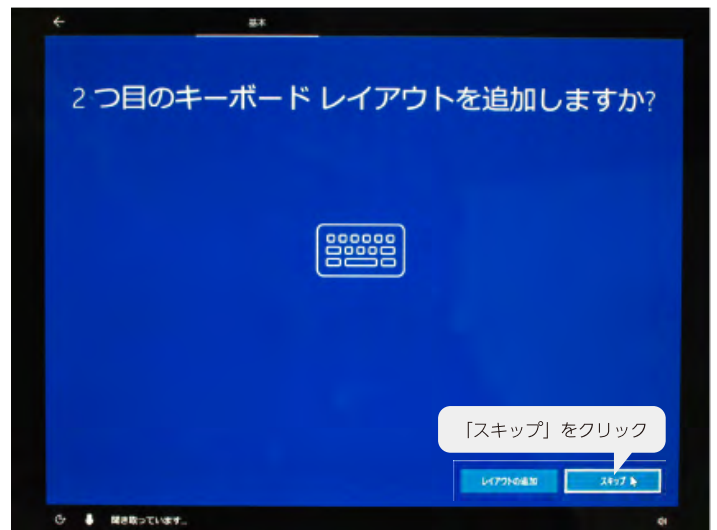 基本
2つ目のキーボード レイアウトを追加しますか?
「スキップ」をクリック
レイアウトの追加
スキップ
聞き取っています...